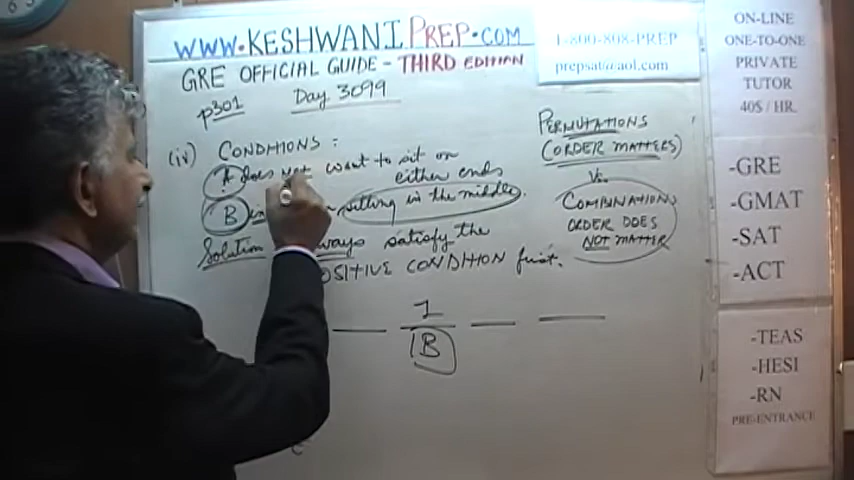 WWW.KESHWANIPREP.COM
GRE OFFICIAL GUIDE - THIRD EDITION
p301 Day 3099
(iv) CONDITIONS :
A does not want to sit on
either ends
B sitting in the middle.
Solution always satisfy the
POSITIVE CONDITION first.
1
B
PERMUTATIONS
(ORDER MATTERS)
Vs.
COMBINATIONS
ORDER DOES
NOT MATTER
1-800-808-PREP
prepsat@aol.com
ON-LINE
ONE-TO-ONE
PRIVATE
TUTOR
40$ / HR.
-GRE
-GMAT
-SAT
-ACT
-TEAS
-HESI
-RN
PRE-ENTRANCE